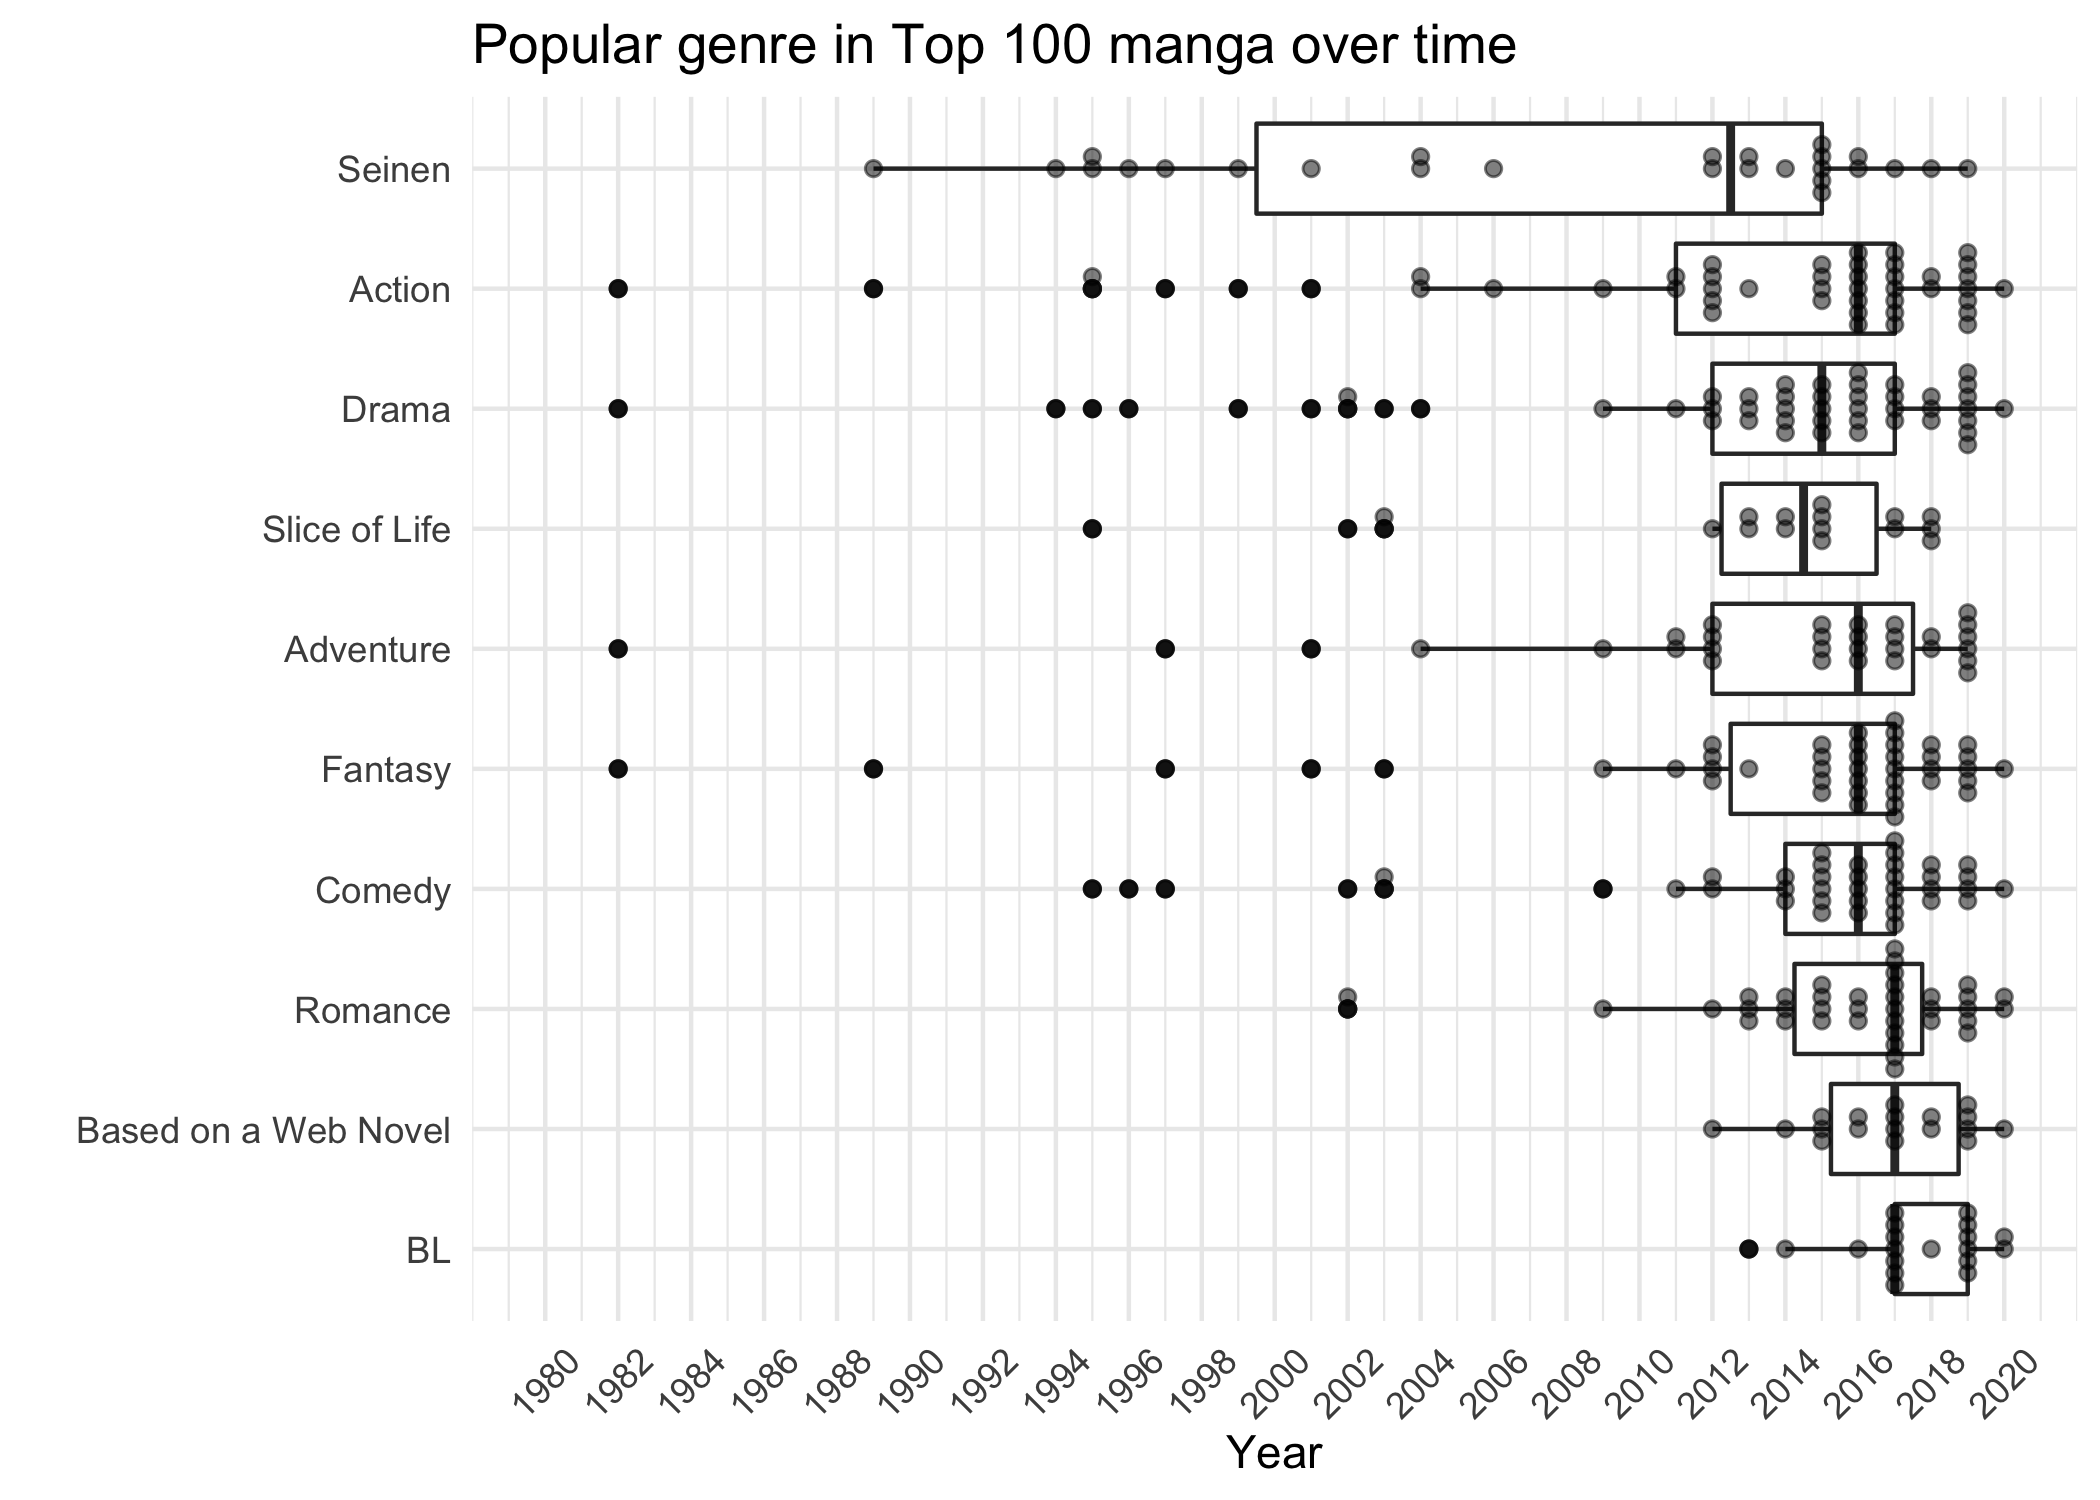 Popular genre in Top 100 manga over time
Seinen
Action
Drama
Slice of Life
Adventure
Fantasy
Comedy
Romance
Based on a Web Novel
BL
1980 1982 1984 1986 1988 1990 1992 1994 1996 1998 2000 2002 2004 2006 2008 2010 2012 2014 2016 2018 2020
Year